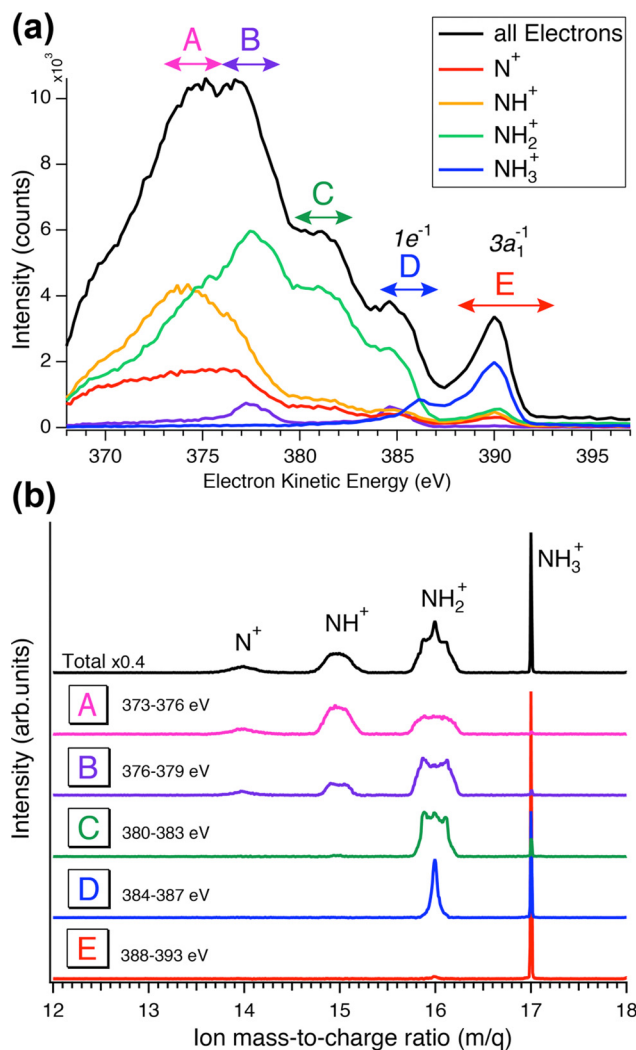 (a)
A B
×10³
10
8
6
4
2
0
Intensity (counts)
all Electrons
N⁺
NH⁺
NH₂⁺
NH₃⁺
C
1e⁻¹
D
3a₁⁻¹
E
370 375 380 385 390 395
Electron Kinetic Energy (eV)
(b)
Intensity (arb.units)
NH₃⁺
NH₂⁺
NH⁺
N⁺
Total x0.4
A 373-376 eV
B 376-379 eV
C 380-383 eV
D 384-387 eV
E 388-393 eV
12 13 14 15 16 17 18
Ion mass-to-charge ratio (m/q)